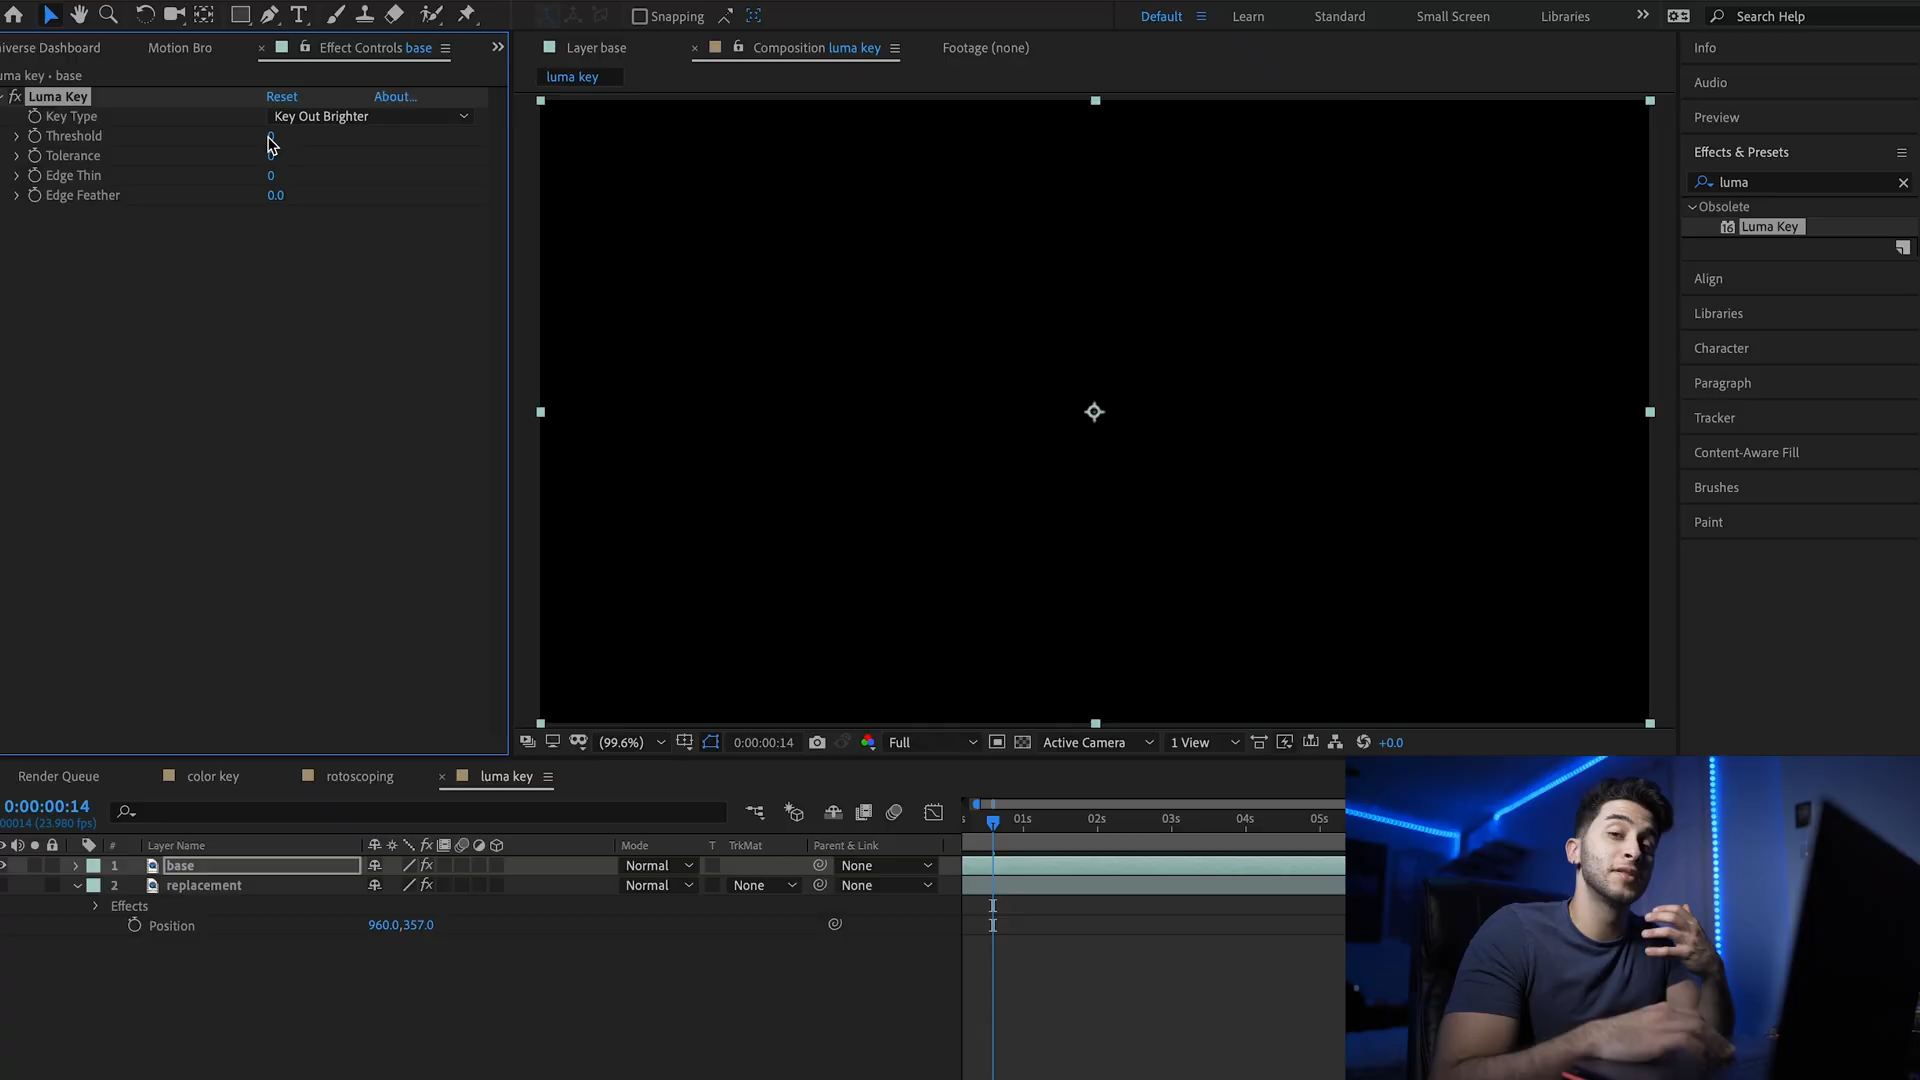 Snapping
Default
Learn
Standard
Small Screen
Libraries
Search Help
iverse Dashboard
Motion Bro
Effect Controls base
Layer base
Composition luma key
Footage (none)
Info
uma key • base
luma key
Audio
fx Luma Key
Reset
About...
Key Type
Key Out Brighter
Preview
Threshold
Tolerance
0
Effects & Presets
Edge Thin
0
luma
Edge Feather
0.0
Obsolete
16 Luma Key
Align
Libraries
Character
Paragraph
Tracker
Content-Aware Fill
Brushes
Paint
(99.6%)
0:00:00:14
Full
Active Camera
1 View
+0.0
Render Queue
color key
rotoscoping
luma key
0:00:00:14
00014 (23.980 fps)
01s
02s
03s
04s
05s
#
Layer Name
fx
Mode
T
TrkMat
Parent & Link
1
base
fx
Normal
None
2
replacement
fx
Normal
None
None
Effects
Position
960.0,357.0